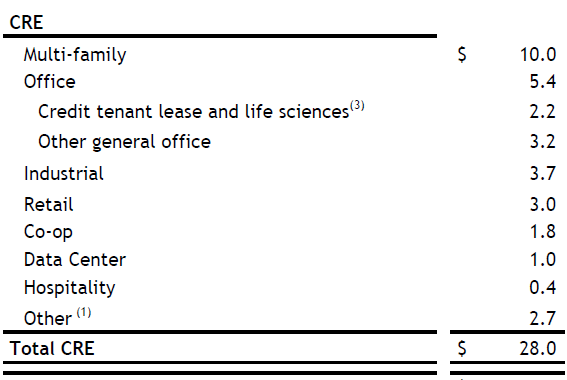 CRE
Multi-family $ 10.0
Office 5.4
Credit tenant lease and life sciences(3) 2.2
Other general office 3.2
Industrial 3.7
Retail 3.0
Co-op 1.8
Data Center 1.0
Hospitality 0.4
Other (1) 2.7
Total CRE $ 28.0